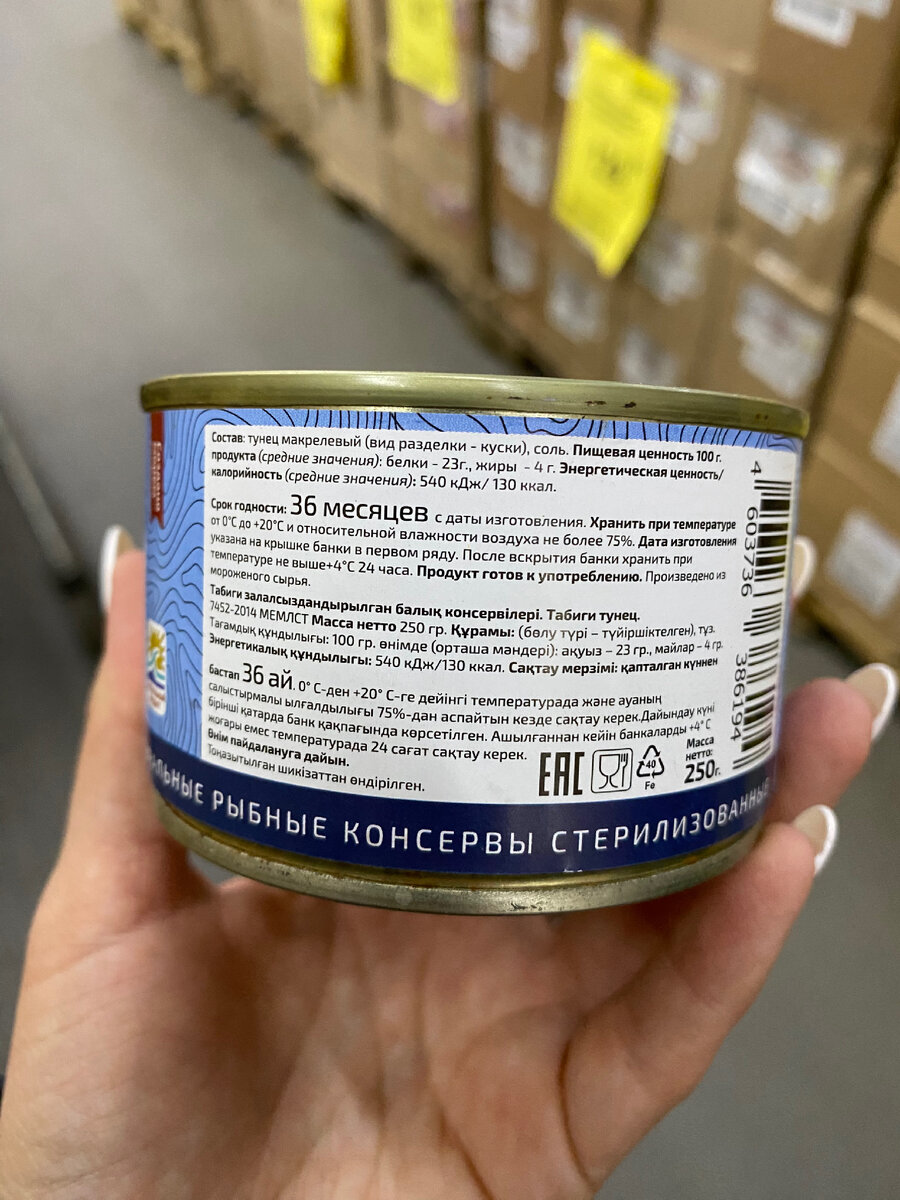 Состав: тунец макрелевый (вид разделки - куски), соль. Пищевая ценность 100 г.
продукта (средние значения): белки - 23г., жиры - 4 г. Энергетическая ценность/
калорийность (средние значения): 540 кДж/ 130 ккал.
Срок годности: 36 месяцев с даты изготовления. Хранить при температуре
от 0°С до +20°С и относительной влажности воздуха не более 75%. Дата изготовления
указана на крышке банки в первом ряду. После вскрытия банки хранить при
температуре не выше+4°С 24 часа. Продукт готов к употреблению. Произведено из
мороженого сырья.
Табиги залалсыздандырылган балық консервілері. Табиги тунец.
7452-2014 МЕМЛСТ Масса нетто 250 гр. Құрамы: (бөлу түрі – түйіршіктелген), тұз.
Тағамдық құндылығы: 100 гр. өнімде (орташа мәндері): ақуыз – 23 гр., майлар – 4 гр.
Энергетикалық құндылығы: 540 кДж/130 ккал. Сақтау мерзімі: қапталған күннен
бастап 36 ай. 0° С-ден +20° С-ге дейінгі температурада және ауаның
салыстырмалы ылғалдылығы 75%-дан аспайтын кезде сақтау керек.Дайындау күні
бірінші қатарда банк қақпағында көрсетілген. Ашылғаннан кейін банкаларды +4° С
жоғары емес температурада 24 сағат сақтау керек.
Өнім пайдалануға дайын.
Тоңазытылған шикізаттан өндірілген.
EAC
40
Fe
Масса
нетто:
250г.
4 603736 386194
РЫБНЫЕ КОНСЕРВЫ СТЕРИЛИЗОВАННЫЕ